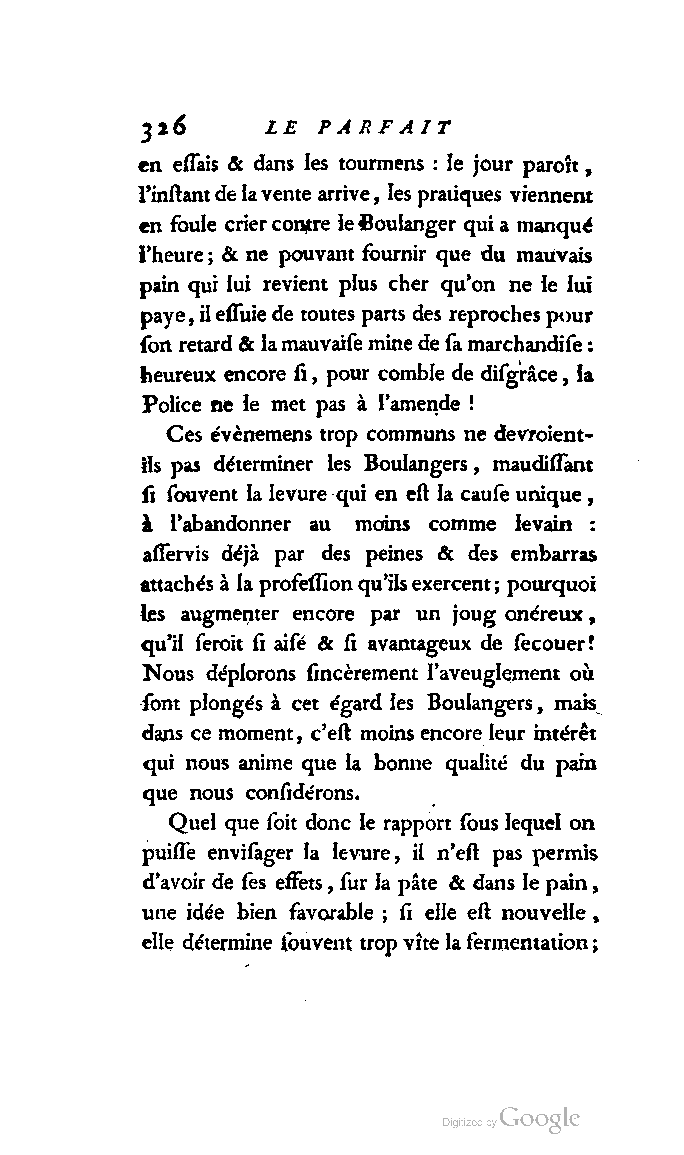 326 LE PARFAIT
en eſſais & dans les tourmens : le jour paroît,
l'inſtant de la vente arrive, les pratiques viennent
en foule crier contre le Boulanger qui a manqué
l'heure; & ne pouvant fournir que du mauvais
pain qui lui revient plus cher qu'on ne le lui
paye, il eſſuie de toutes parts des reproches pour
ſon retard & la mauvaiſe mine de ſa marchandiſe :
heureux encore ſi, pour comble de diſgrâce, la
Police ne le met pas à l'amende !
Ces évènemens trop communs ne devroient-
ils pas déterminer les Boulangers, maudiſſant
ſi ſouvent la levure qui en eſt la cauſe unique,
à l'abandonner au moins comme levain :
aſſervis déjà par des peines & des embarras
attachés à la profeſſion qu'ils exercent; pourquoi
les augmenter encore par un joug onéreux,
qu'il ſeroit ſi aiſé & ſi avantageux de ſecouer!
Nous déplorons ſincèrement l'aveuglement où
ſont plongés à cet égard les Boulangers, mais
dans ce moment, c'eſt moins encore leur intérêt
qui nous anime que la bonne qualité du pain
que nous conſidérons.
Quel que ſoit donc le rapport ſous lequel on
puiſſe enviſager la levure, il n'eſt pas permis
d'avoir de ſes effets, ſur la pâte & dans le pain,
une idée bien favorable ; ſi elle eſt nouvelle,
elle détermine ſouvent trop vîte la fermentation;
Digitized by Google